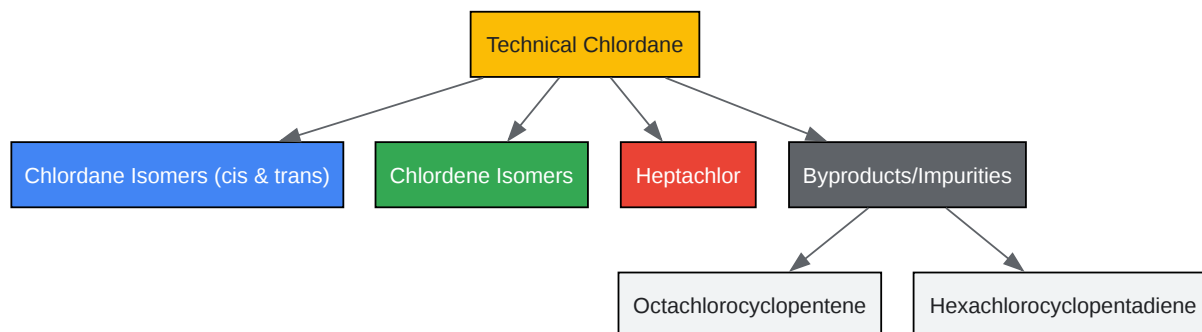 Technical Chlordane
Chlordane Isomers (cis & trans)
Chlordene Isomers
Heptachlor
Byproducts/Impurities
Octachlorocyclopentene
Hexachlorocyclopentadiene